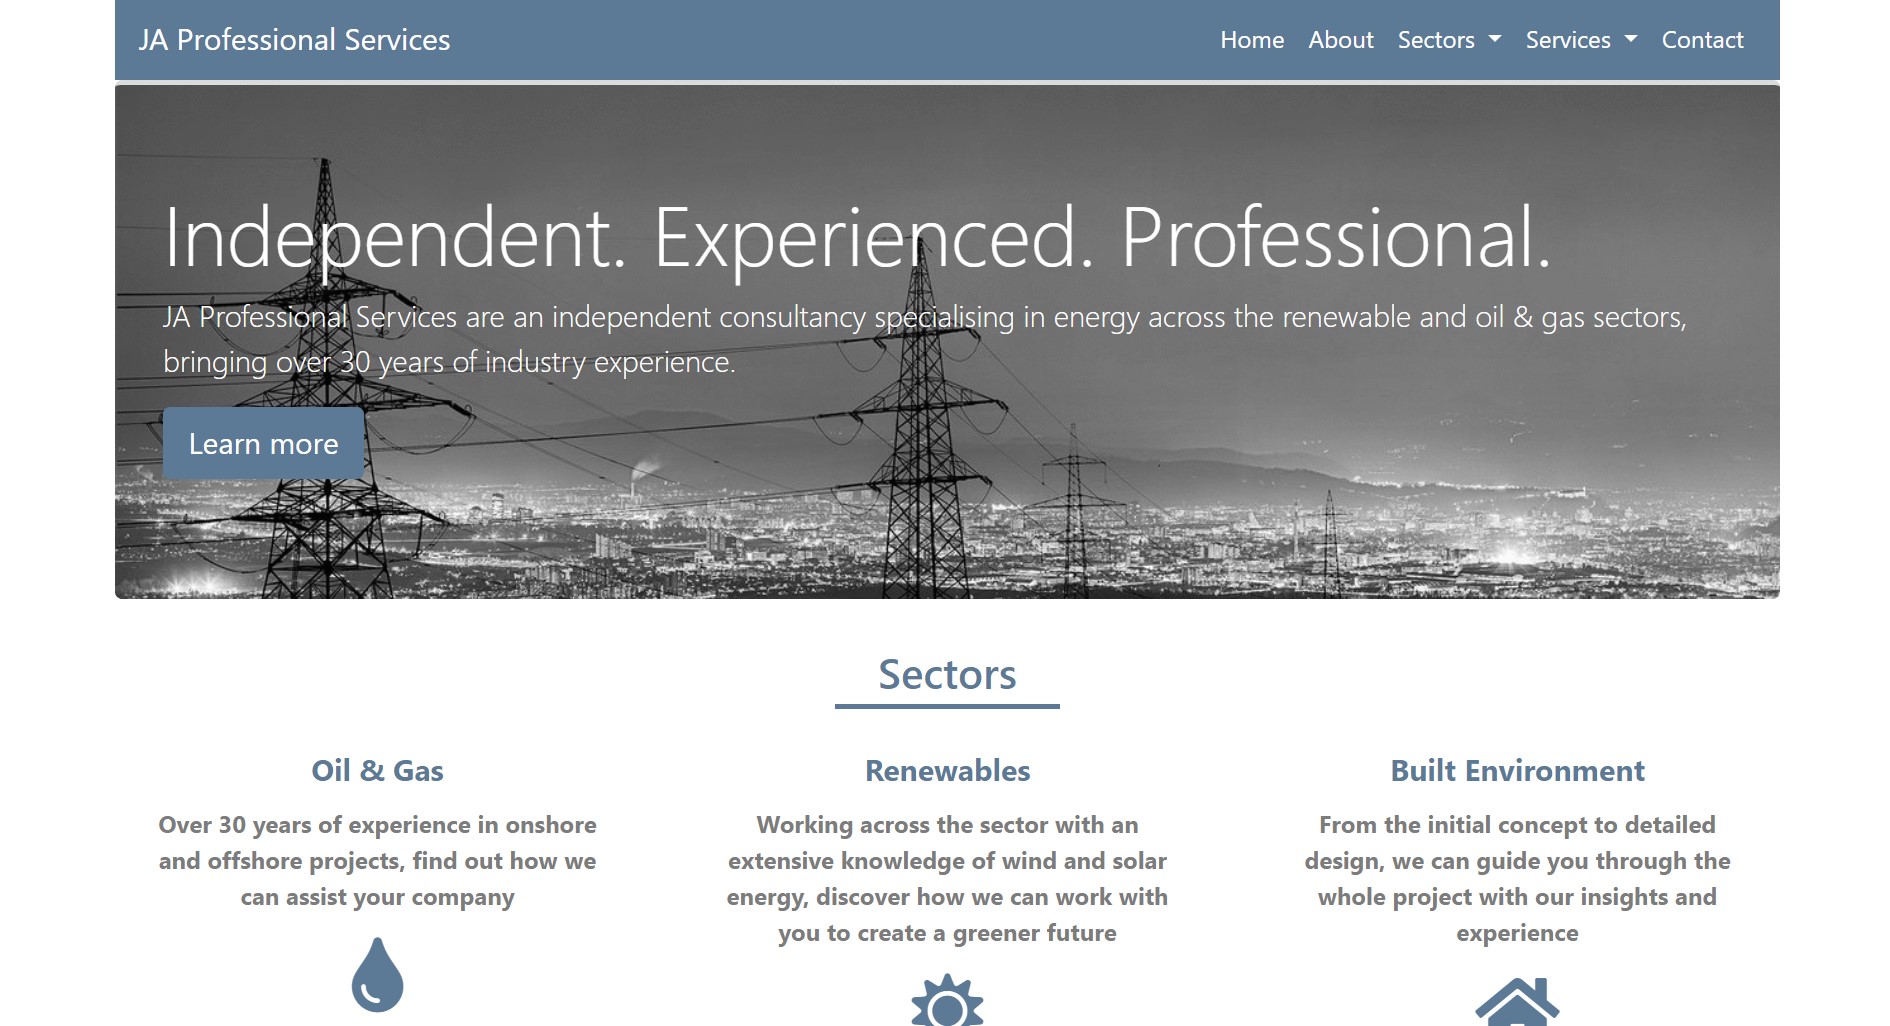 JA Professional Services
Home About Sectors Services Contact
Independent. Experienced. Professional.
JA Professional Services are an independent consultancy specialising in energy across the renewable and oil & gas sectors,
bringing over 30 years of industry experience.
Learn more
Sectors
Oil & Gas
Over 30 years of experience in onshore
and offshore projects, find out how we
can assist your company
Renewables
Working across the sector with an
extensive knowledge of wind and solar
energy, discover how we can work with
you to create a greener future
Built Environment
From the initial concept to detailed
design, we can guide you through the
whole project with our insights and
experience